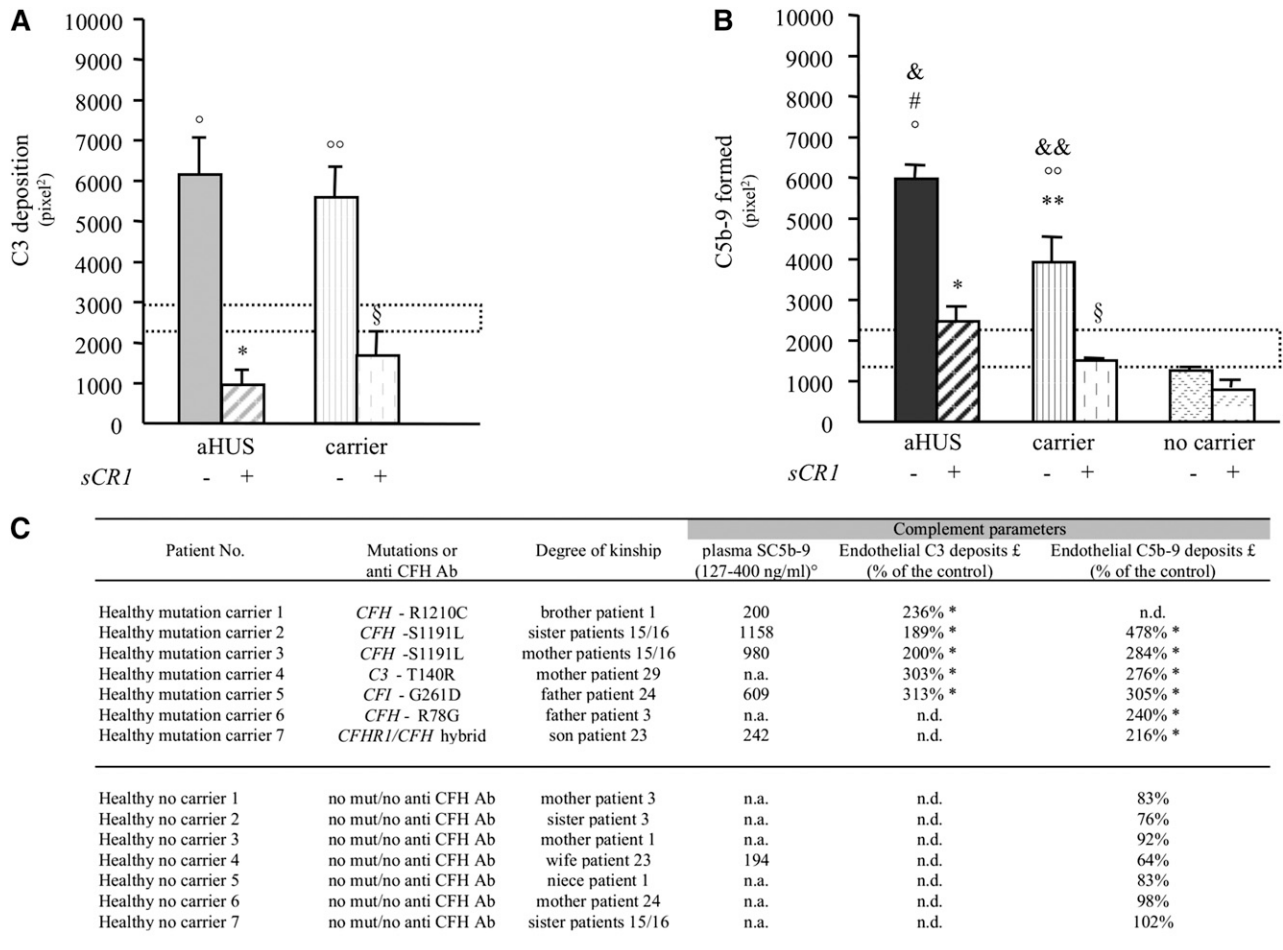 A
10000
9000
8000
7000
6000
5000
4000
3000
2000
1000
0
C3 deposition
(pixel²)
°
*
°°
§
aHUS carrier
sCR1 - + - +
B
10000
9000
8000
7000
6000
5000
4000
3000
2000
1000
0
C5b-9 formed
(pixel²)
&
#
°
*
&&
°°
**
§
aHUS carrier no carrier
sCR1 - + - + - +
C
Complement parameters
Patient No. Mutations or Degree of kinship plasma SC5b-9 Endothelial C3 deposits £ Endothelial C5b-9 deposits £
anti CFH Ab (127-400 ng/ml)° (% of the control) (% of the control)
Healthy mutation carrier 1 CFH - R1210C brother patient 1 200 236% * n.d.
Healthy mutation carrier 2 CFH -S1191L sister patients 15/16 1158 189% * 478% *
Healthy mutation carrier 3 CFH -S1191L mother patients 15/16 980 200% * 284% *
Healthy mutation carrier 4 C3 - T140R mother patient 29 n.a. 303% * 276% *
Healthy mutation carrier 5 CFI - G261D father patient 24 609 313% * 305% *
Healthy mutation carrier 6 CFH - R78G father patient 3 n.a. n.d. 240% *
Healthy mutation carrier 7 CFHR1/CFH hybrid son patient 23 242 n.d. 216% *
Healthy no carrier 1 no mut/no anti CFH Ab mother patient 3 n.a. n.d. 83%
Healthy no carrier 2 no mut/no anti CFH Ab sister patient 3 n.a. n.d. 76%
Healthy no carrier 3 no mut/no anti CFH Ab mother patient 1 n.a. n.d. 92%
Healthy no carrier 4 no mut/no anti CFH Ab wife patient 23 194 n.d. 64%
Healthy no carrier 5 no mut/no anti CFH Ab niece patient 1 n.a. n.d. 83%
Healthy no carrier 6 no mut/no anti CFH Ab mother patient 24 n.a. n.d. 98%
Healthy no carrier 7 no mut/no anti CFH Ab sister patients 15/16 n.a. n.d. 102%